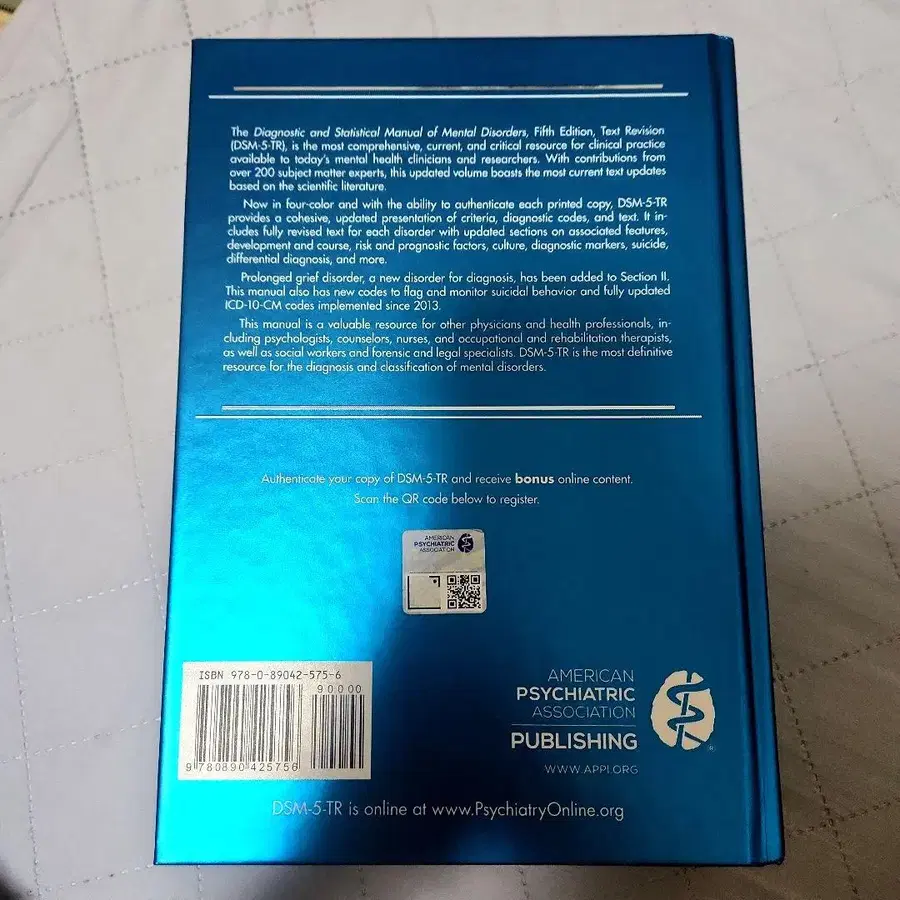 The Diagnostic and Statistical Manual of Mental Disorders, Fifth Edition, Text Revision
(DSM-5-TR), is the most comprehensive, current, and critical resource for clinical practice
available to today's mental health clinicians and researchers. With contributions from
over 200 subject matter experts, this updated volume boasts the most current text updates
based on the scientific literature.
Now in four-color and with the ability to authenticate each printed copy, DSM-5-TR
provides a cohesive, updated presentation of criteria, diagnostic codes, and text. It in-
cludes fully revised text for each disorder with updated sections on associated features,
development and course, risk and prognostic factors, culture, diagnostic markers, suicide,
differential diagnosis, and more.
Prolonged grief disorder, a new disorder for diagnosis, has been added to Section II.
This manual also has new codes to flag and monitor suicidal behavior and fully updated
ICD-10-CM codes implemented since 2013.
This manual is a valuable resource for other physicians and health professionals, in-
cluding psychologists, counselors, nurses, and occupational and rehabilitation therapists,
as well as social workers and forensic and legal specialists. DSM-5-TR is the most definitive
resource for the diagnosis and classification of mental disorders.
Authenticate your copy of DSM-5-TR and receive bonus online content.
Scan the QR code below to register.
AMERICAN
PSYCHIATRIC
ASSOCIATION
ISBN 978-0-89042-575-6
90000
9 780890 425756
AMERICAN
PSYCHIATRIC
ASSOCIATION
PUBLISHING
®
WWW.APPI.ORG
DSM-5-TR is online at www.PsychiatryOnline.org